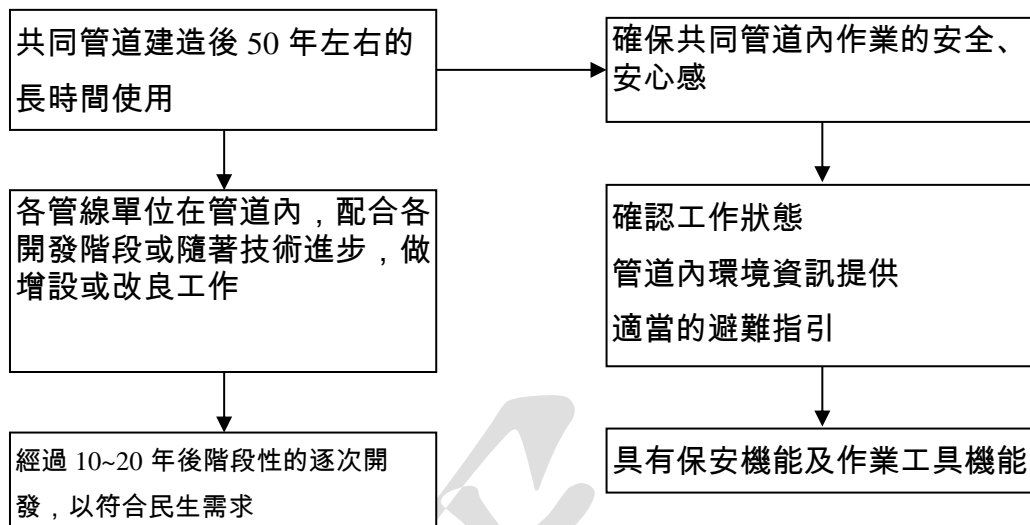 共同管道建造後 50 年左右的
長時間使用
確保共同管道內作業的安全、
安心感
各管線單位在管道內，配合各
開發階段或隨著技術進步，做
增設或改良工作
確認工作狀態
管道內環境資訊提供
適當的避難指引
經過 10~20 年後階段性的逐次開
發，以符合民生需求
具有保安機能及作業工具機能